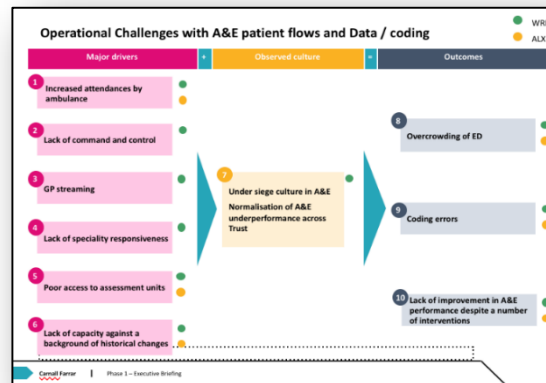 Operational Challenges with A&E patient flows and Data / coding
WRI
ALX
Major drivers
+
Observed culture
=
Outcomes
1
Increased attendances by
ambulance
2
Lack of command and control
3
GP streaming
4
Lack of speciality responsiveness
5
Poor access to assessment units
6
Lack of capacity against a
background of historical changes
7
Under siege culture in A&E
Normalisation of A&E
underperformance across
Trust
8
Overcrowding of ED
9
Coding errors
10
Lack of improvement in A&E
performance despite a number
of interventions
Carnall Farrar | Phase 1 – Executive Briefing